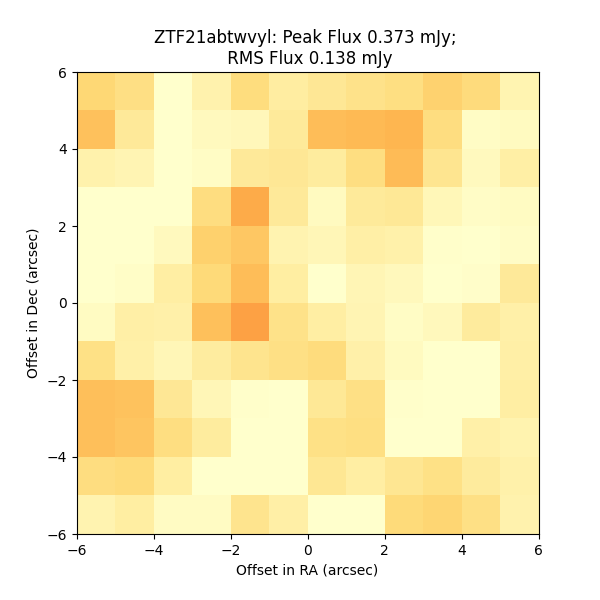 ZTF21abtwvyl: Peak Flux 0.373 mJy;
RMS Flux 0.138 mJy
6
4
2
0
−2
−4
−6
Offset in Dec (arcsec)
−6 −4 −2 0 2 4 6
Offset in RA (arcsec)